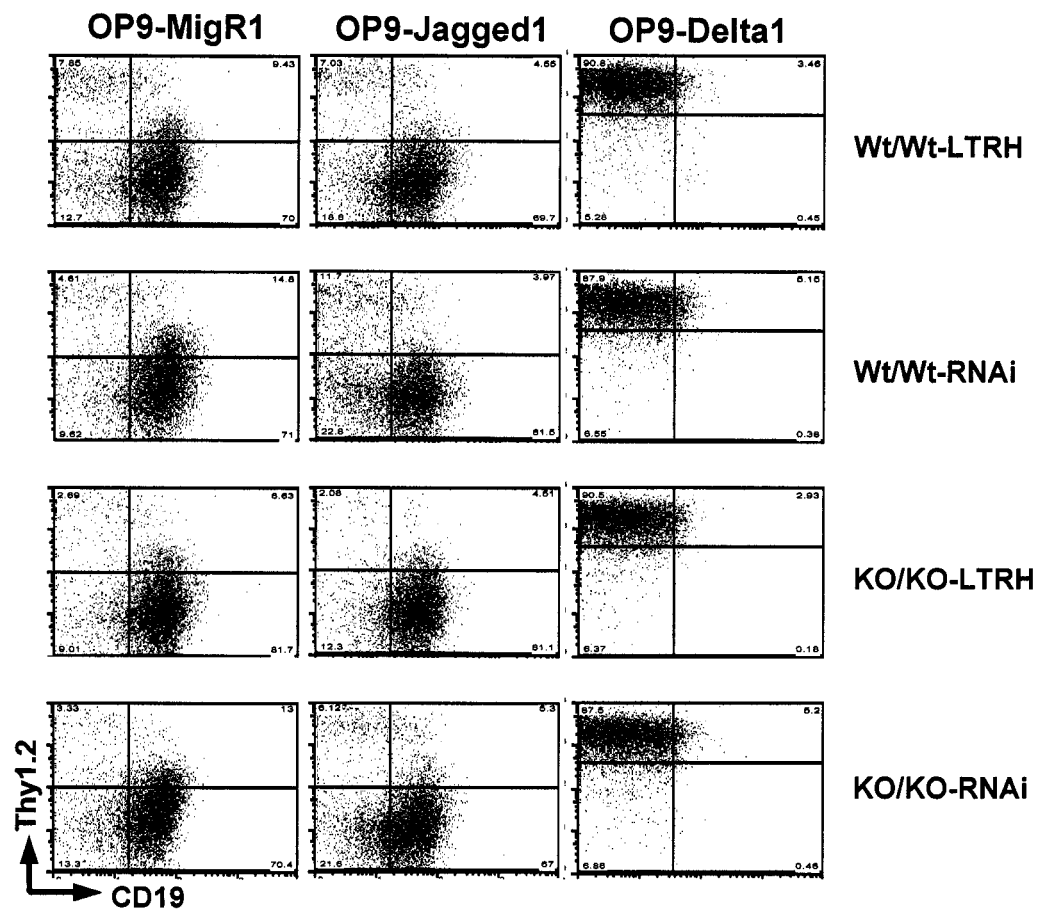 OP9-MigR1 OP9-Jagged1 OP9-Delta1
7.85 9.43 7.03 4.55 90.8 3.46
12.7 70 18.8 69.7 5.28 0.45
Wt/Wt-LTRH
4.61 14.8 11.7 3.97 87.9 5.15
9.62 71 22.8 61.5 6.55 0.38
Wt/Wt-RNAi
2.69 6.63 2.08 4.51 90.5 2.93
9.01 81.7 12.3 81.1 6.37 0.18
KO/KO-LTRH
3.33 13 6.12 5.3 87.5 5.2
13.3 70.4 21.6 67 6.86 0.46
KO/KO-RNAi
Thy1.2
CD19